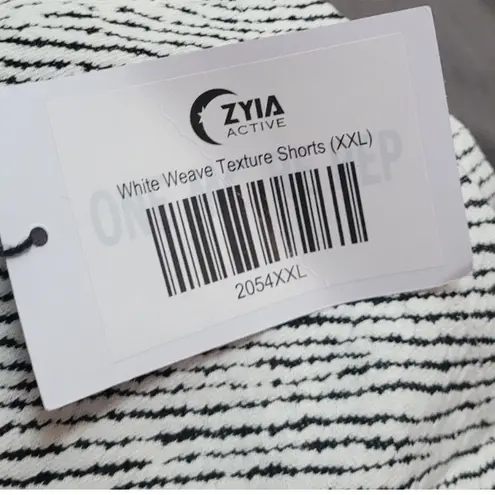 ZYIA
ACTIVE
White Weave Texture Shorts (XXL)
2054XXL